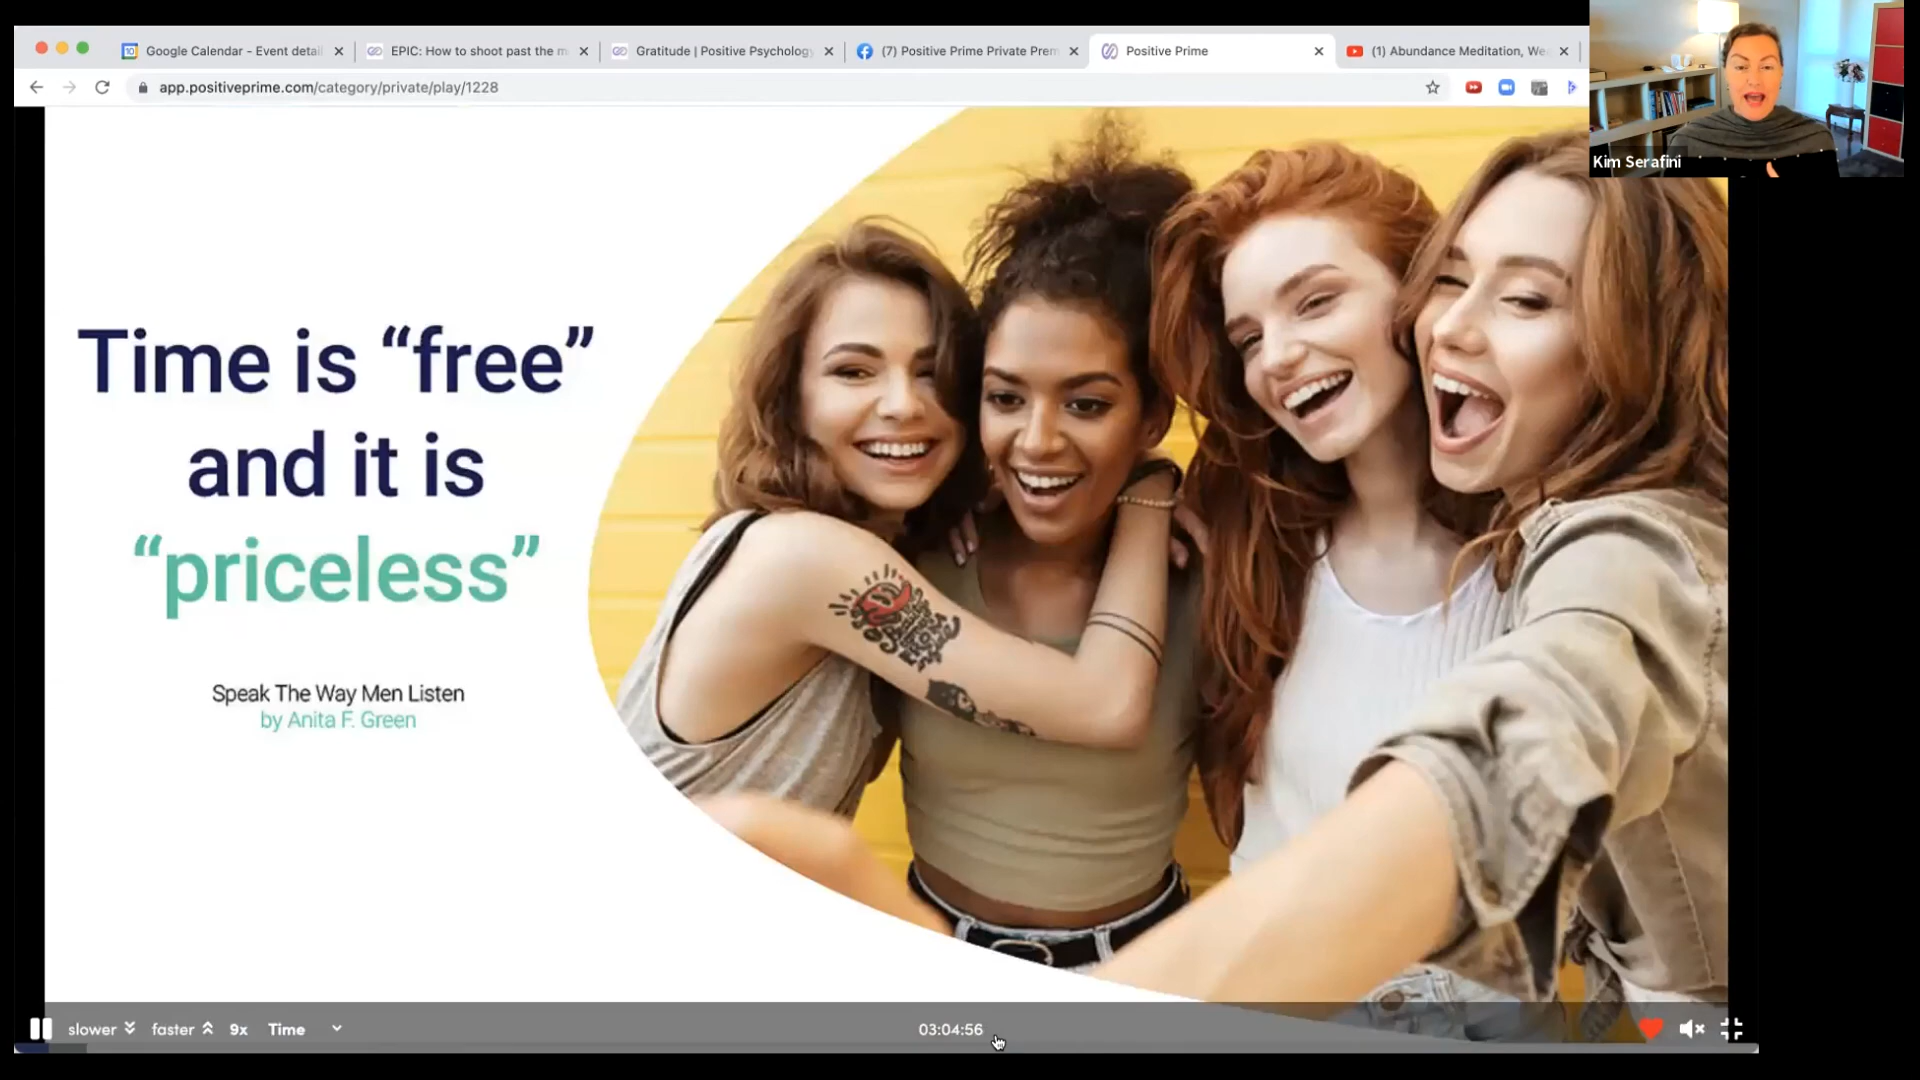 Google Calendar - Event detai
EPIC: How to shoot past the m
Gratitude | Positive Psychology
(7) Positive Prime Private Prem
Positive Prime
(1) Abundance Meditation, We
app.positiveprime.com/category/private/play/1228
Kim Serafini
Time is “free”
and it is
“priceless”
Speak The Way Men Listen
by Anita F. Green
slower faster 9x Time 03:04:56